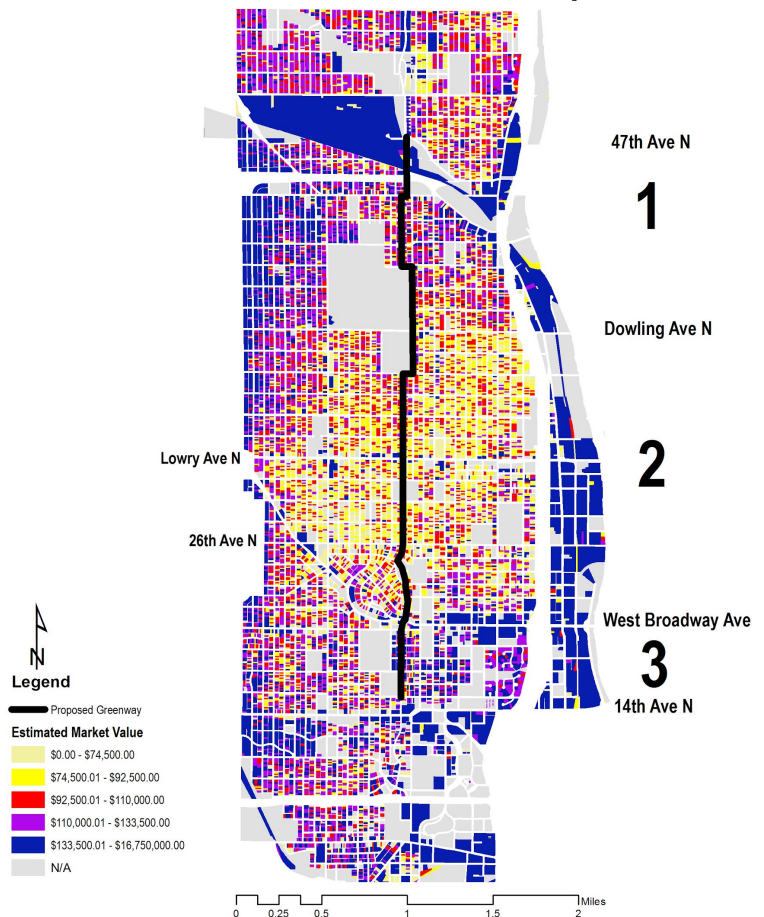 47th Ave N
1
Dowling Ave N
Lowry Ave N
2
26th Ave N
West Broadway Ave
3
14th Ave N
N
Legend
Proposed Greenway
Estimated Market Value
$0.00 - $74,500.00
$74,500.01 - $92,500.00
$92,500.01 - $110,000.00
$110,000.01 - $133,500.00
$133,500.01 - $16,750,000.00
N/A
Miles
0 0.25 0.5 1 1.5 2